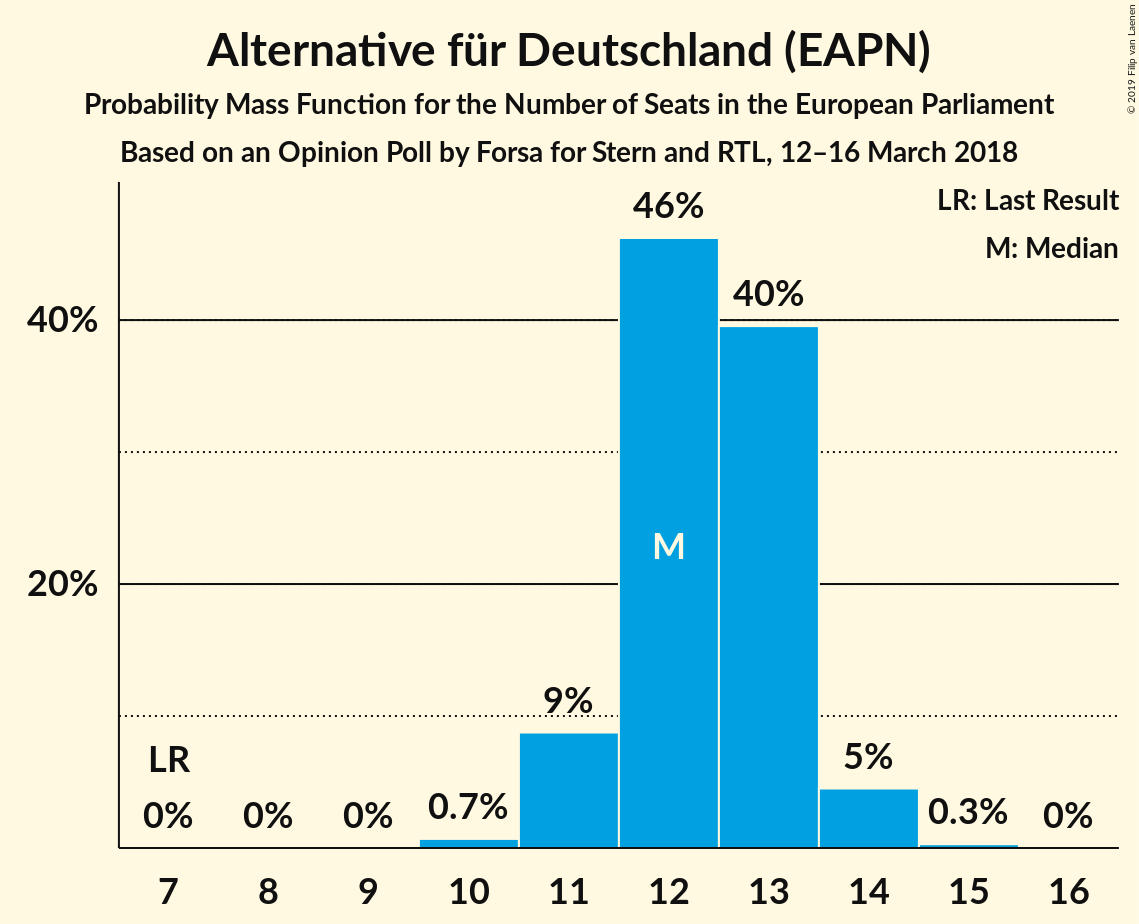 Alternative für Deutschland (EAPN)
Probability Mass Function for the Number of Seats in the European Parliament
Based on an Opinion Poll by Forsa for Stern and RTL, 12–16 March 2018
© 2019 Filip van Laenen
LR: Last Result
M: Median
46%
40%
40%
20%
M
9%
LR
0%
0%
0%
0.7%
5%
0.3%
0%
7 8 9 10 11 12 13 14 15 16